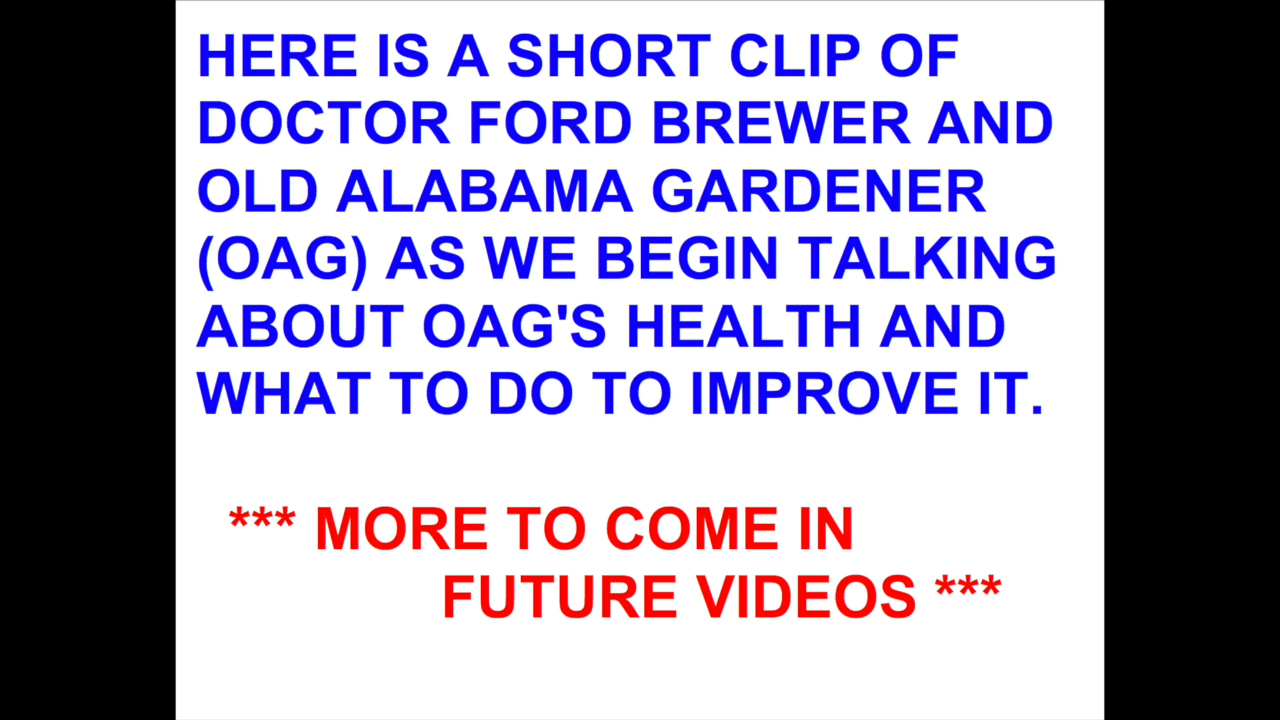 HERE IS A SHORT CLIP OF
DOCTOR FORD BREWER AND
OLD ALABAMA GARDENER
(OAG) AS WE BEGIN TALKING
ABOUT OAG'S HEALTH AND
WHAT TO DO TO IMPROVE IT.
*** MORE TO COME IN
FUTURE VIDEOS ***